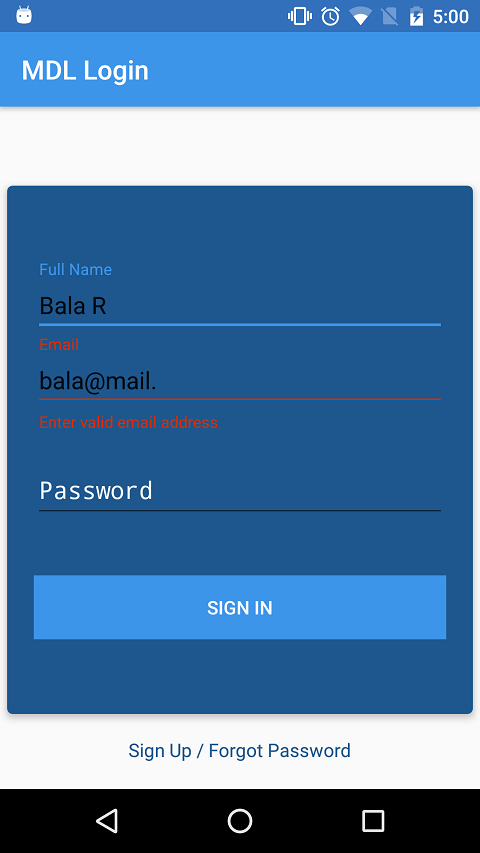 5:00
MDL Login
Full Name
Bala R
Email
bala@mail.
Enter valid email address
Password
SIGN IN
Sign Up / Forgot Password